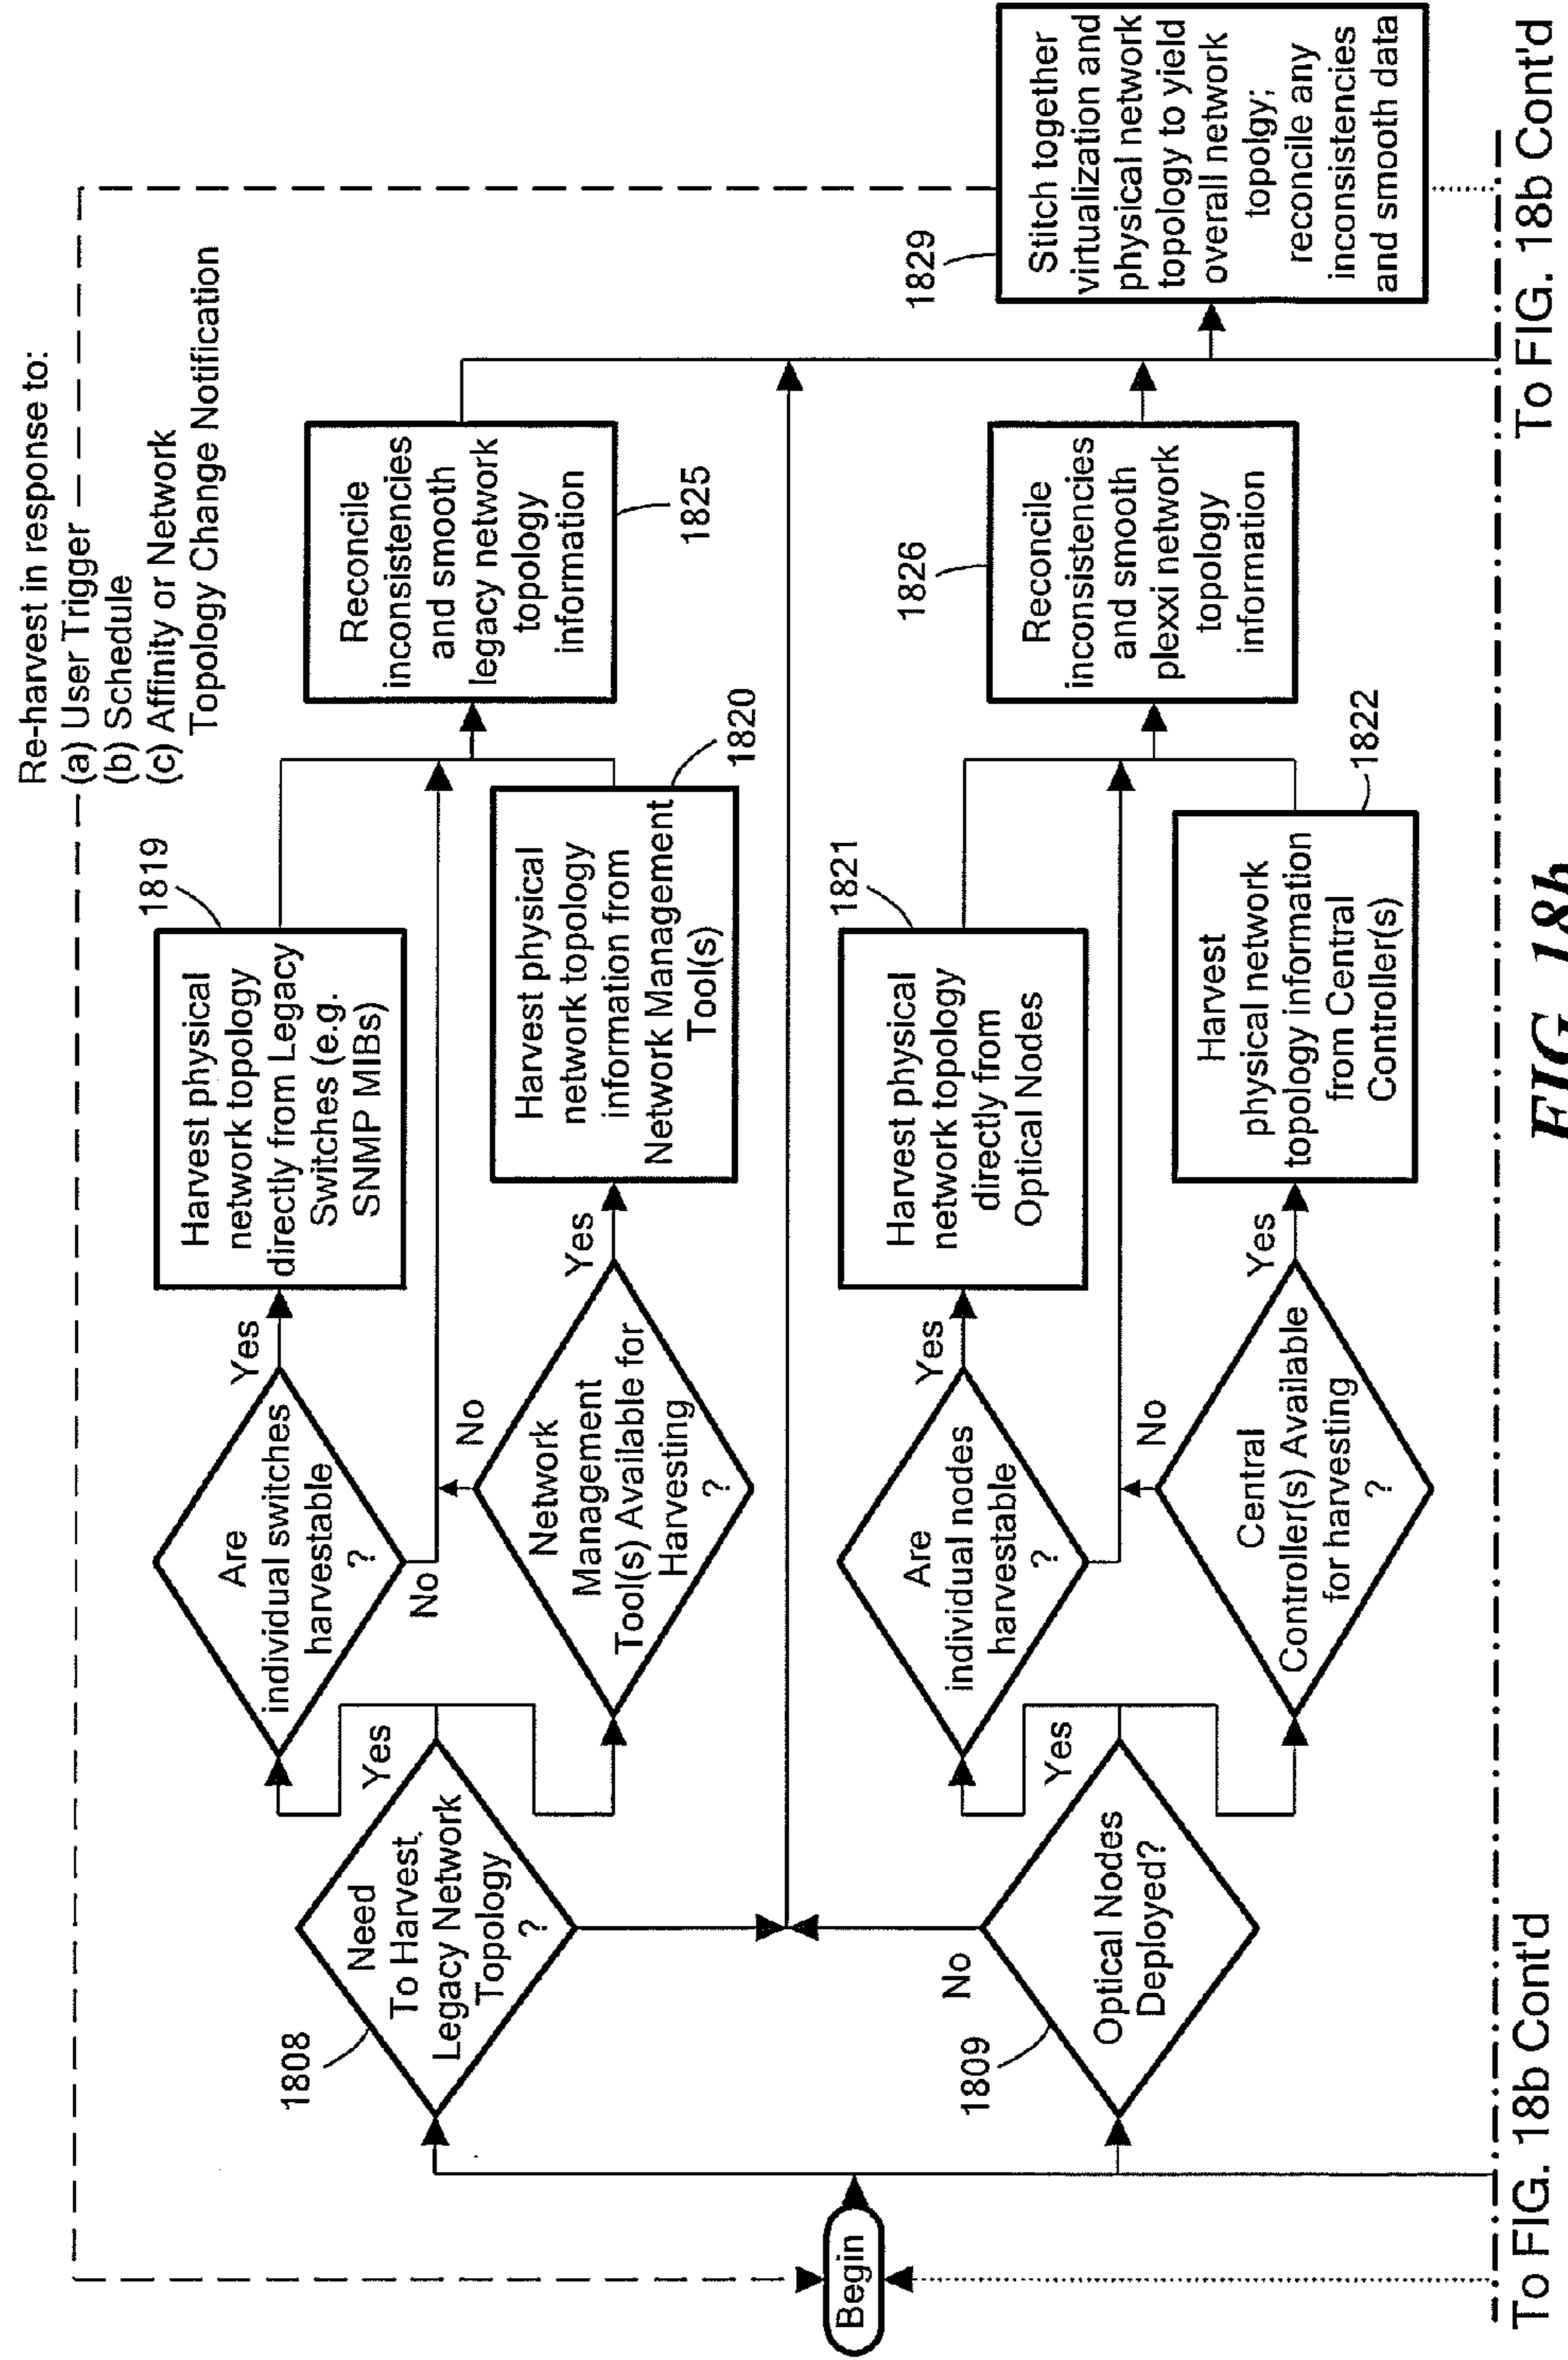 Re-harvest in response to:
(a) User Trigger
(b) Schedule
(c) Affinity or Network
Topology Change Notification
Begin
1808
Need
To Harvest
Legacy Network
Topology
?
Yes
Are
individual switches
harvestable
?
Yes
No
1819
Harvest physical
network topology
directly from Legacy
Switches (e.g.
SNMP MIBs)
Network
Management
Tool(s) Available for
Harvesting
?
No
Yes
1820
Harvest physical
network topology
information from
Network Management
Tool(s)
Reconcile
inconsistencies
and smooth
legacy network
topology
information
1825
1809
Optical Nodes
Deployed?
No
Yes
Are
individual nodes
harvestable
?
Yes
1821
Harvest physical
network topology
directly from
Optical Nodes
Central
Controller(s) Available
for harvesting
?
No
Yes
1822
Harvest
physical network
topology information
from Central
Controller(s)
1826
Reconcile
inconsistencies
and smooth
plexxi network
topology
information
1829
Stitch together
virtualization and
physical network
topology to yield
overall network
topolgy;
reconcile any
inconsistencies
and smooth data
To FIG. 18b Cont'd
To FIG. 18b Cont'd
FIG. 18b